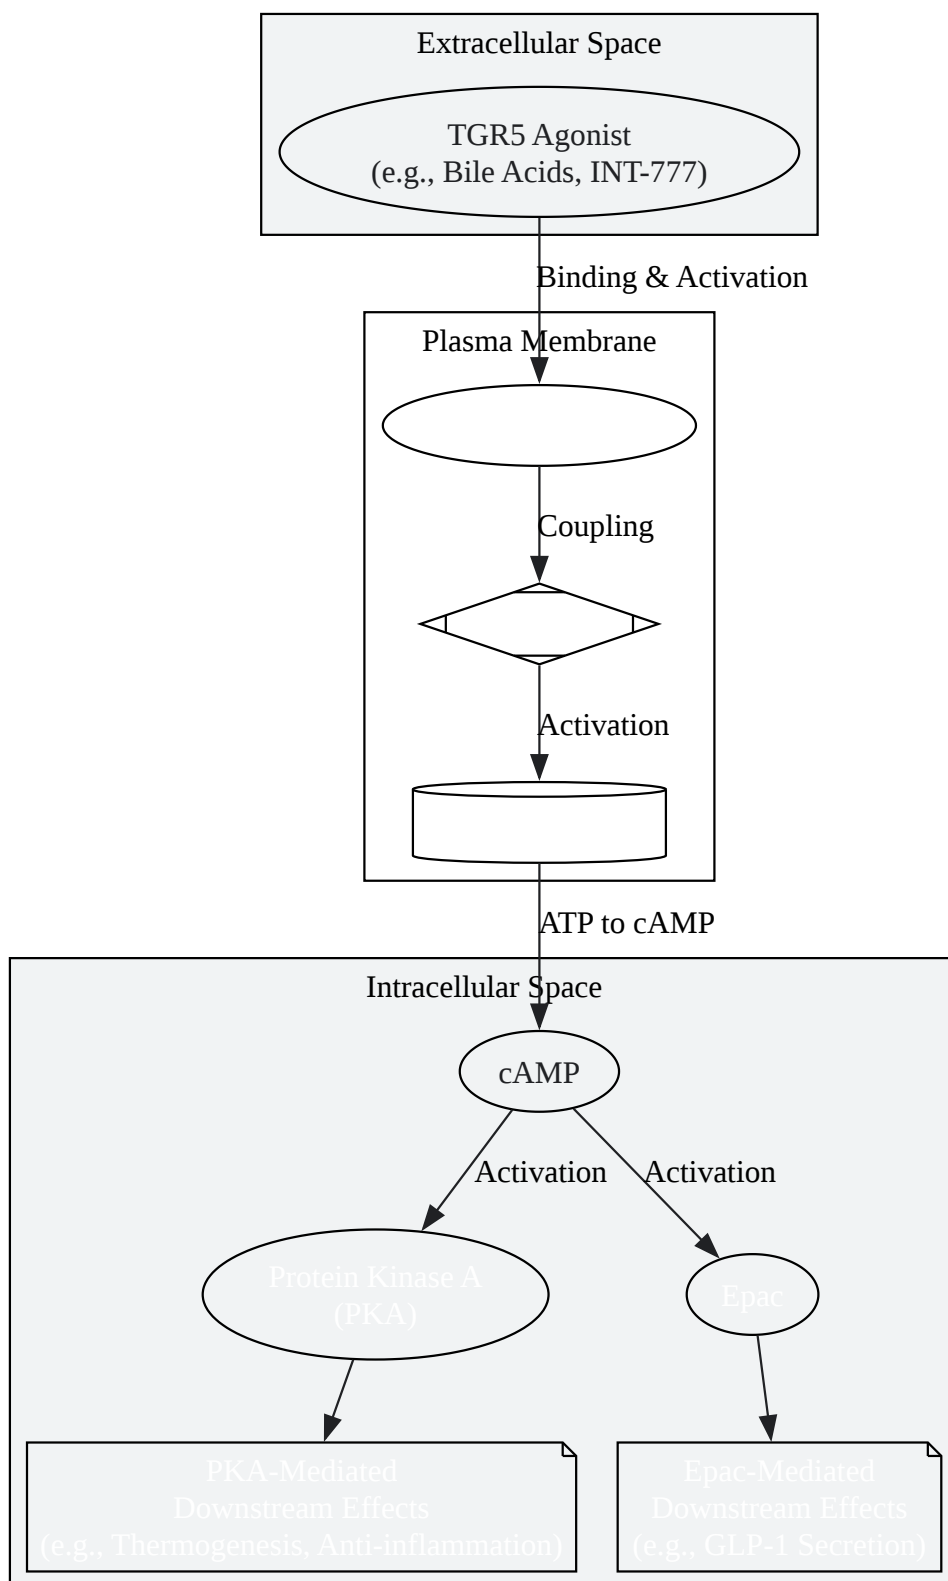 Extracellular Space
TGR5 Agonist
(e.g., Bile Acids, INT-777)
Binding & Activation
Plasma Membrane
Coupling
Activation
ATP to cAMP
Intracellular Space
cAMP
Activation
Activation
Protein Kinase A
(PKA)
Epac
PKA-Mediated
Downstream Effects
(e.g., Thermogenesis, Anti-inflammation)
Epac-Mediated
Downstream Effects
(e.g., GLP-1 Secretion)